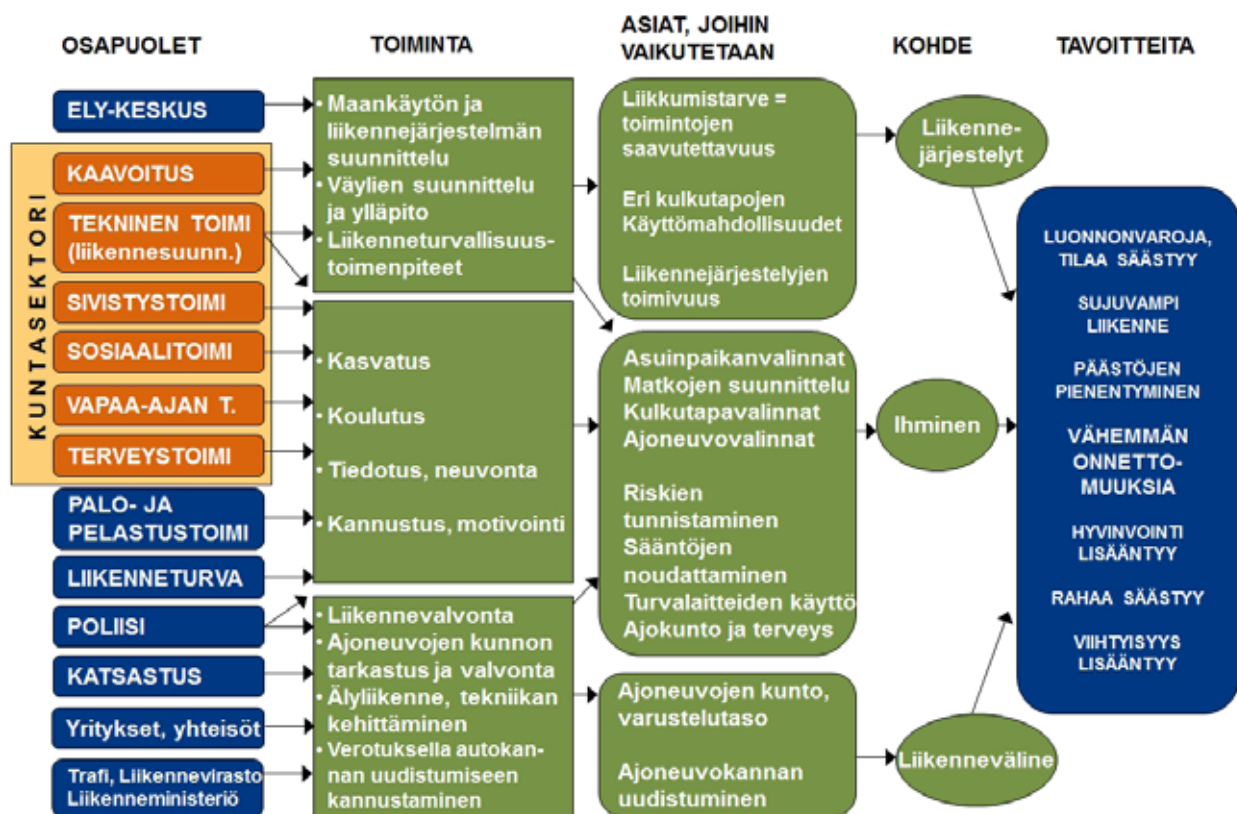 OSAPUOLET
TOIMINTA
ASIAT, JOIHIN
VAIKUTETAAN
KOHDE
TAVOITTEITA
KUNTASEKTORI
ELY-KESKUS
KAAVOITUS
TEKNINEN TOIMI
(liikennesuunn.)
SIVISTYSTOIMI
SOSIAALITOIMI
VAPAA-AJAN T.
TERVEYSTOIMI
PALO- JA
PELASTUSTOIMI
LIIKENNETURVA
POLIISI
KATSASTUS
Yritykset, yhteisöt
Trafi, Liikennevirasto
Liikenneministeriö
• Maankäytön ja
liikennejärjestelmän
suunnittelu
• Väylien suunnittelu
ja ylläpito
• Liikenneturvallisuus-
toimenpiteet
• Kasvatus
• Koulutus
• Tiedotus, neuvonta
• Kannustus, motivointi
• Liikennevalvonta
• Ajoneuvojen kunnon
tarkastus ja valvonta
• Älyliikenne, tekniikan
kehittäminen
• Verotuksella autokan-
nan uudistumiseen
kannustaminen
Liikkumistarve =
toimintojen
saavutettavuus
Eri kulkutapojen
Käyttömahdollisuudet
Liikennejärjestelyjen
toimivuus
Asuinpaikanvalinnat
Matkojen suunnittelu
Kulkutapavalinnat
Ajoneuvovalinnat
Riskien
tunnistaminen
Sääntöjen
noudattaminen
Turvalaitteiden käyttö
Ajokunto ja terveys
Ajoneuvojen kunto,
varustelutaso
Ajoneuvokannan
uudistuminen
Liikenne-
järjestelyt
Ihminen
Liikenneväline
LUONNONVAROJA,
TILAA SÄÄSTYY
SUJUVAMPI
LIIKENNE
PÄÄSTÖJEN
PIENENTYMINEN
VÄHEMMÄN
ONNETTO-
MUUKSIA
HYVINVOINTI
LISÄÄNTYY
RAHAA SÄÄSTYY
VIIHTYISYYS
LISÄÄNTYY